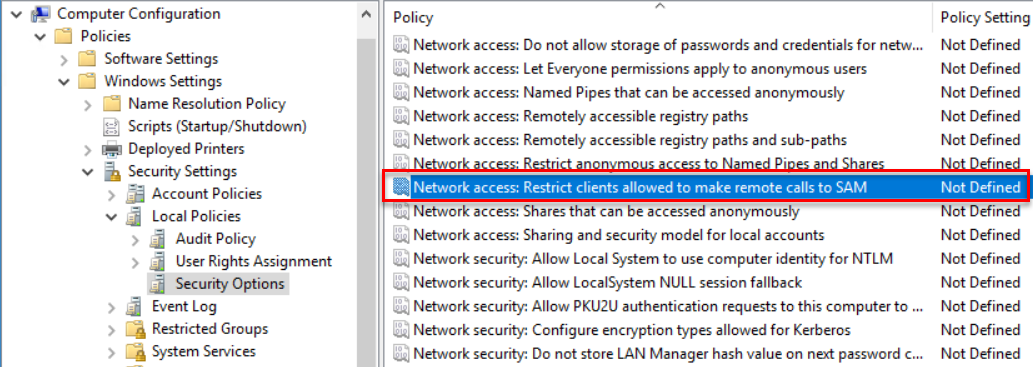 Computer Configuration
Policies
Software Settings
Windows Settings
Name Resolution Policy
Scripts (Startup/Shutdown)
Deployed Printers
Security Settings
Account Policies
Local Policies
Audit Policy
User Rights Assignment
Security Options
Event Log
Restricted Groups
System Services
Policy Policy Setting
Network access: Do not allow storage of passwords and credentials for netw... Not Defined
Network access: Let Everyone permissions apply to anonymous users Not Defined
Network access: Named Pipes that can be accessed anonymously Not Defined
Network access: Remotely accessible registry paths Not Defined
Network access: Remotely accessible registry paths and sub-paths Not Defined
Network access: Restrict anonymous access to Named Pipes and Shares Not Defined
Network access: Restrict clients allowed to make remote calls to SAM Not Defined
Network access: Shares that can be accessed anonymously Not Defined
Network access: Sharing and security model for local accounts Not Defined
Network security: Allow Local System to use computer identity for NTLM Not Defined
Network security: Allow LocalSystem NULL session fallback Not Defined
Network security: Allow PKU2U authentication requests to this computer to ... Not Defined
Network security: Configure encryption types allowed for Kerberos Not Defined
Network security: Do not store LAN Manager hash value on next password c... Not Defined